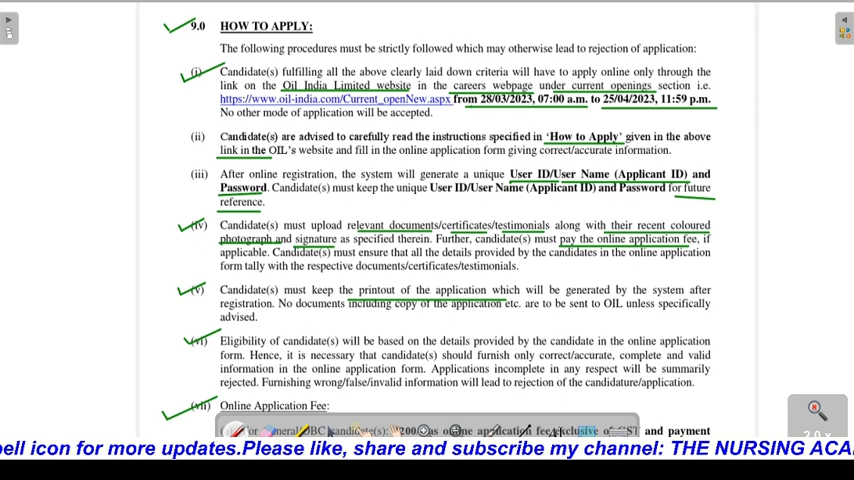 9.0 HOW TO APPLY:
The following procedures must be strictly followed which may otherwise lead to rejection of application:
(i) Candidate(s) fulfilling all the above clearly laid down criteria will have to apply online only through the
link on the Oil India Limited website in the careers webpage under current openings section i.e.
https://www.oil-india.com/Current_openNew.aspx from 28/03/2023, 07:00 a.m. to 25/04/2023, 11:59 p.m.
No other mode of application will be accepted.
(ii) Candidate(s) are advised to carefully read the instructions specified in ‘How to Apply’ given in the above
link in the OIL’s website and fill in the online application form giving correct/accurate information.
(iii) After online registration, the system will generate a unique User ID/User Name (Applicant ID) and
Password. Candidate(s) must keep the unique User ID/User Name (Applicant ID) and Password for future
reference.
(iv) Candidate(s) must upload relevant documents/certificates/testimonials along with their recent coloured
photograph and signature as specified therein. Further, candidate(s) must pay the online application fee, if
applicable. Candidate(s) must ensure that all the details provided by the candidates in the online application
form tally with the respective documents/certificates/testimonials.
(v) Candidate(s) must keep the printout of the application which will be generated by the system after
registration. No documents including copy of the application etc. are to be sent to OIL unless specifically
advised.
(vi) Eligibility of candidate(s) will be based on the details provided by the candidate in the online application
form. Hence, it is necessary that candidate(s) should furnish only correct/accurate, complete and valid
information in the online application form. Applications incomplete in any respect will be summarily
rejected. Furnishing wrong/false/invalid information will lead to rejection of the candidature/application.
(vii) Online Application Fee:
OBC candidate(s): 200 as online application fee exclusive of GST and payment
2.0 x
bell icon for more updates.Please like, share and subscribe my channel: THE NURSING ACA